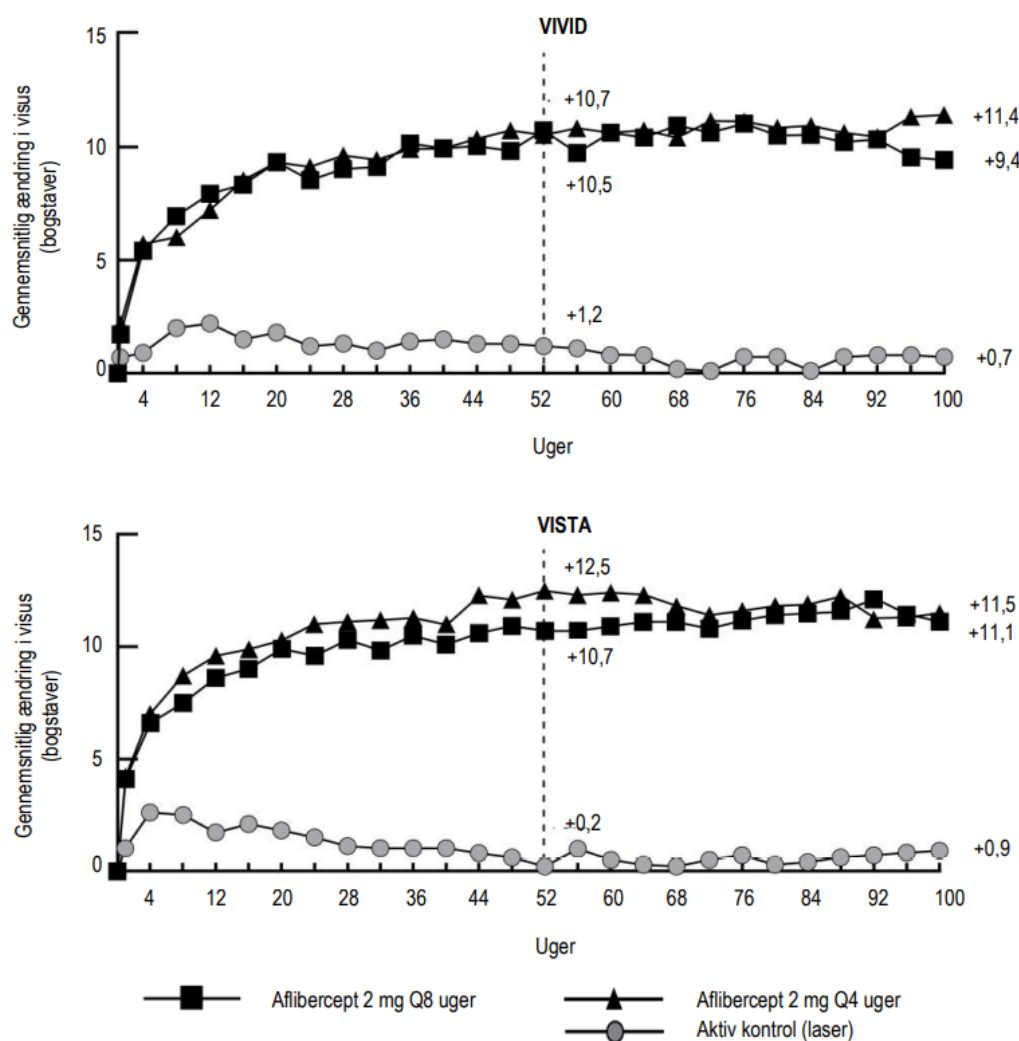 VIVID
Gennemsnitlig ændring i visus
(bogstaver)
15
10
5
0
+10,7
+10,5
+1,2
+11,4
+9,4
+0,7
4 12 20 28 36 44 52 60 68 76 84 92 100
Uger
VISTA
Gennemsnitlig ændring i visus
(bogstaver)
15
10
5
0
+12,5
+10,7
+0,2
+11,5
+11,1
+0,9
4 12 20 28 36 44 52 60 68 76 84 92 100
Uger
Aflibercept 2 mg Q8 uger
Aflibercept 2 mg Q4 uger
Aktiv kontrol (laser)